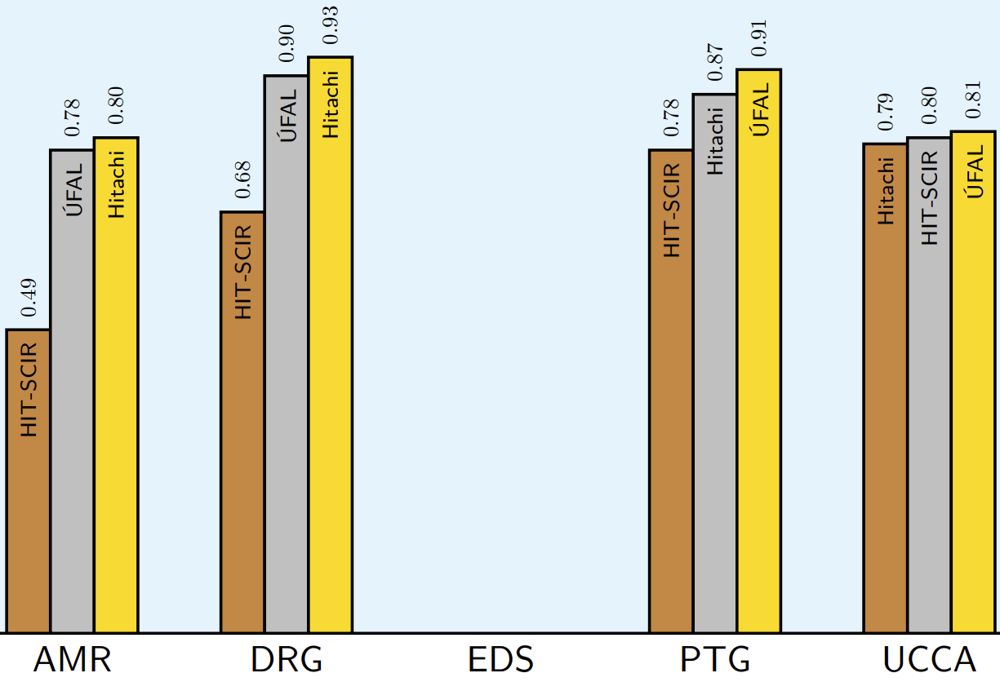 0.49
HIT-SCIR
0.78
ÚFAL
0.80
Hitachi
0.68
HIT-SCIR
0.90
ÚFAL
0.93
Hitachi
0.78
HIT-SCIR
0.87
Hitachi
0.91
ÚFAL
0.79
Hitachi
0.80
HIT-SCIR
0.81
ÚFAL
AMR DRG EDS PTG UCCA